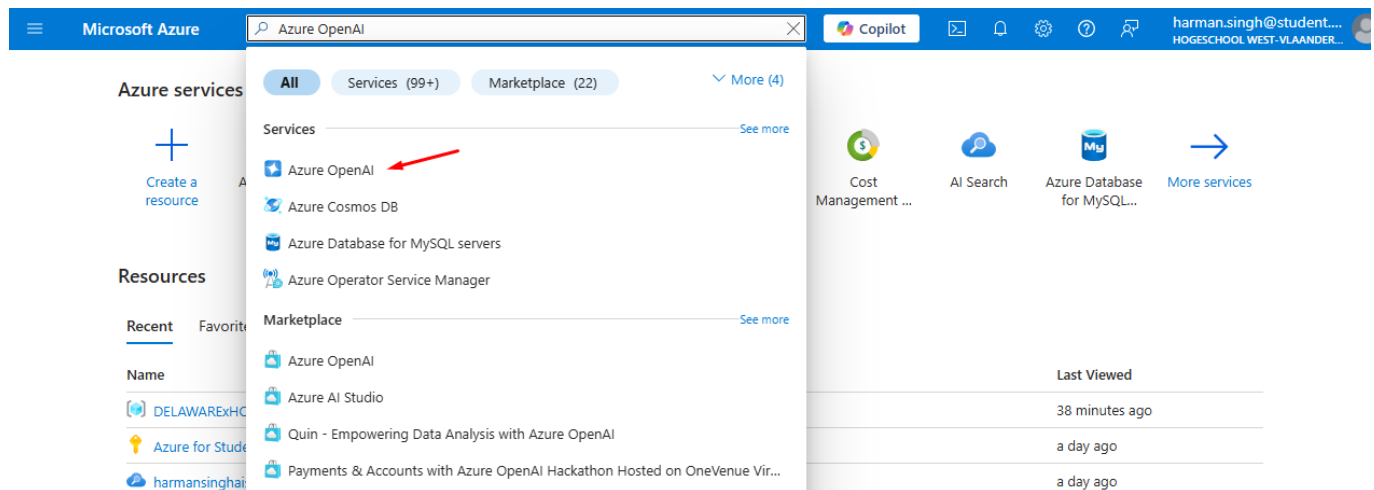 Microsoft Azure
Azure OpenAI
Copilot
harman.singh@student....
HOGESCHOOL WEST-VLAANDER...
Azure services
All
Services (99+)
Marketplace (22)
More (4)
Services
See more
Azure OpenAI
Azure Cosmos DB
Azure Database for MySQL servers
Azure Operator Service Manager
Marketplace
See more
Azure OpenAI
Azure AI Studio
Quin - Empowering Data Analysis with Azure OpenAI
Payments & Accounts with Azure OpenAI Hackathon Hosted on OneVenue Vir...
Create a
resource
A
Cost
Management ...
AI Search
My
Azure Database
for MySQL...
More services
Resources
Recent
Favorite
Name
Last Viewed
DELAWARExHO
38 minutes ago
Azure for Stude
a day ago
harmansinghai
a day ago